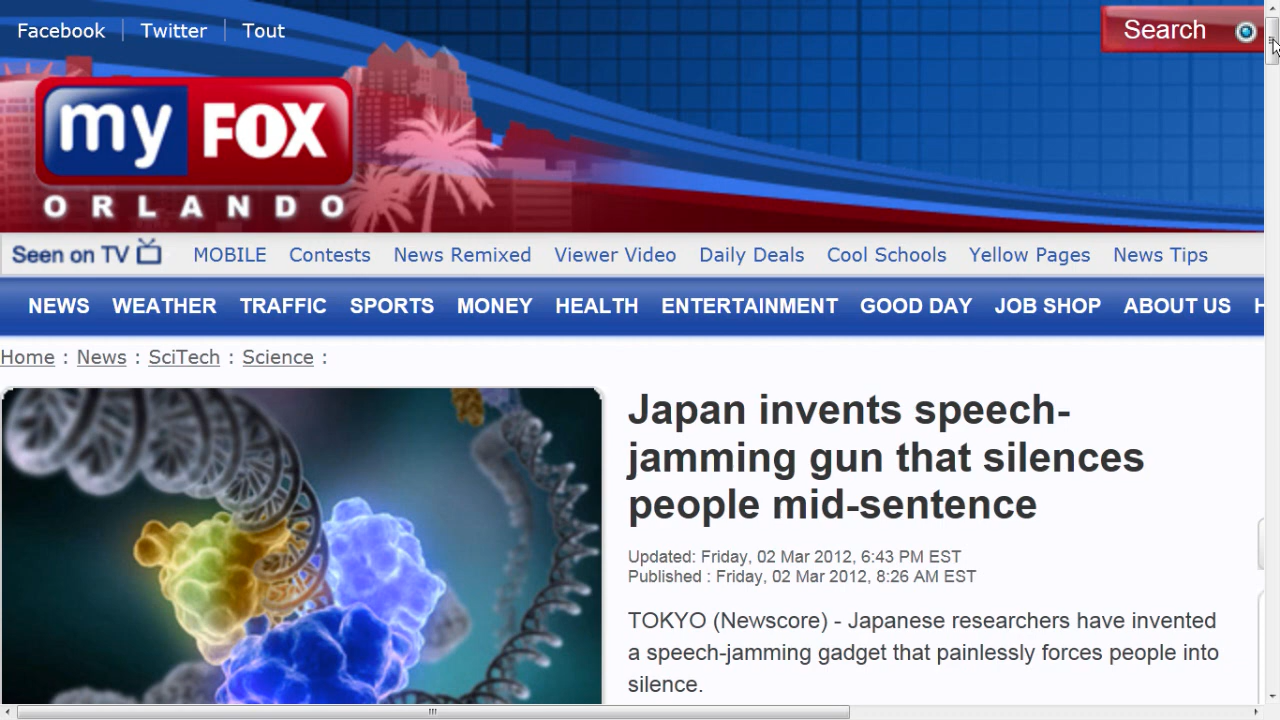 Facebook Twitter Tout
Search
my FOX
ORLANDO
Seen on TV MOBILE Contests News Remixed Viewer Video Daily Deals Cool Schools Yellow Pages News Tips
NEWS WEATHER TRAFFIC SPORTS MONEY HEALTH ENTERTAINMENT GOOD DAY JOB SHOP ABOUT US
Home : News : SciTech : Science :
Japan invents speech-
jamming gun that silences
people mid-sentence
Updated: Friday, 02 Mar 2012, 6:43 PM EST
Published : Friday, 02 Mar 2012, 8:26 AM EST
TOKYO (Newscore) - Japanese researchers have invented
a speech-jamming gadget that painlessly forces people into
silence.